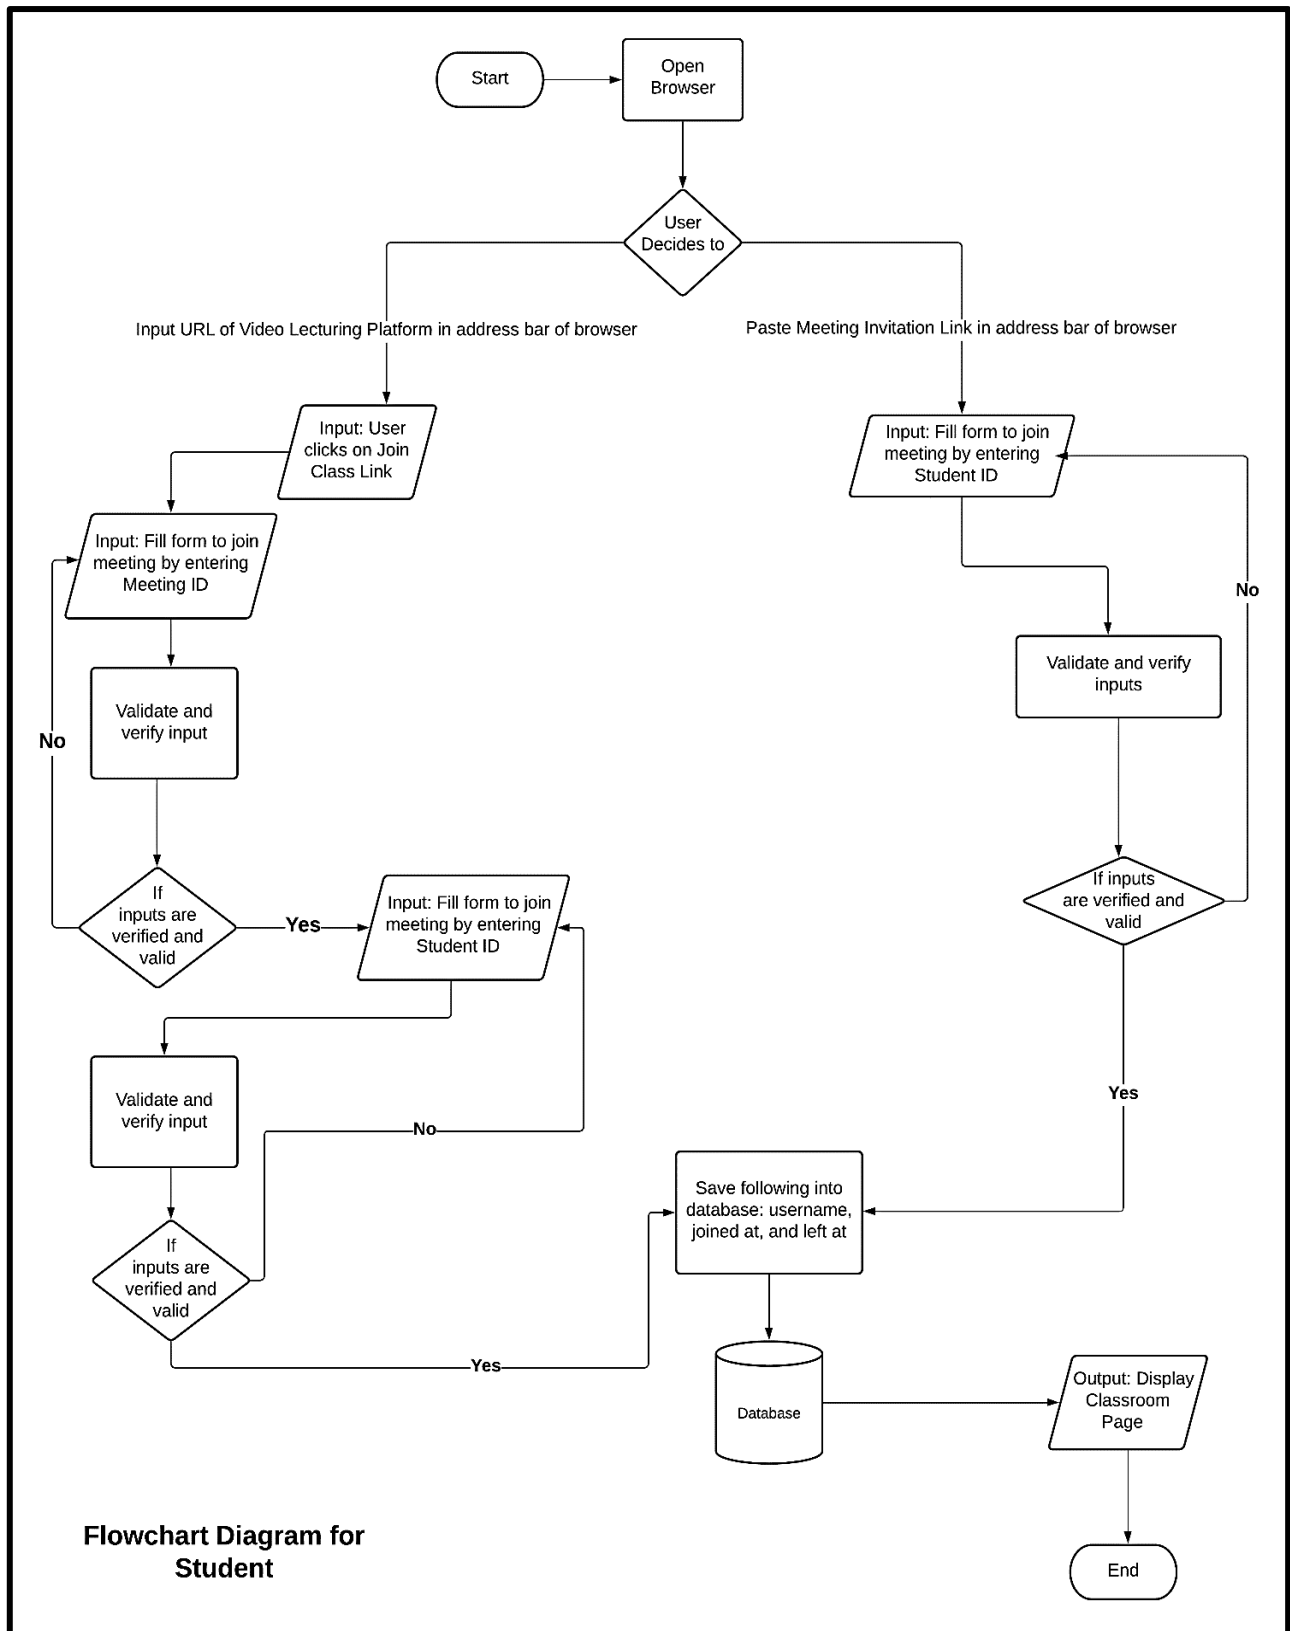 Start
Open
Browser
User
Decides to
Input URL of Video Lecturing Platform in address bar of browser
Paste Meeting Invitation Link in address bar of browser
Input: User
clicks on Join
Class Link
Input: Fill form to join
meeting by entering
Student ID
Input: Fill form to join
meeting by entering
Meeting ID
No
Validate and verify
inputs
Validate and
verify input
No
If inputs
are verified and
valid
If
inputs are
verified and
valid
Yes
Input: Fill form to join
meeting by entering
Student ID
Yes
Validate and
verify input
No
Save following into
database: username,
joined at, and left at
If
inputs are
verified and
valid
Yes
Database
Output: Display
Classroom
Page
Flowchart Diagram for
Student
End